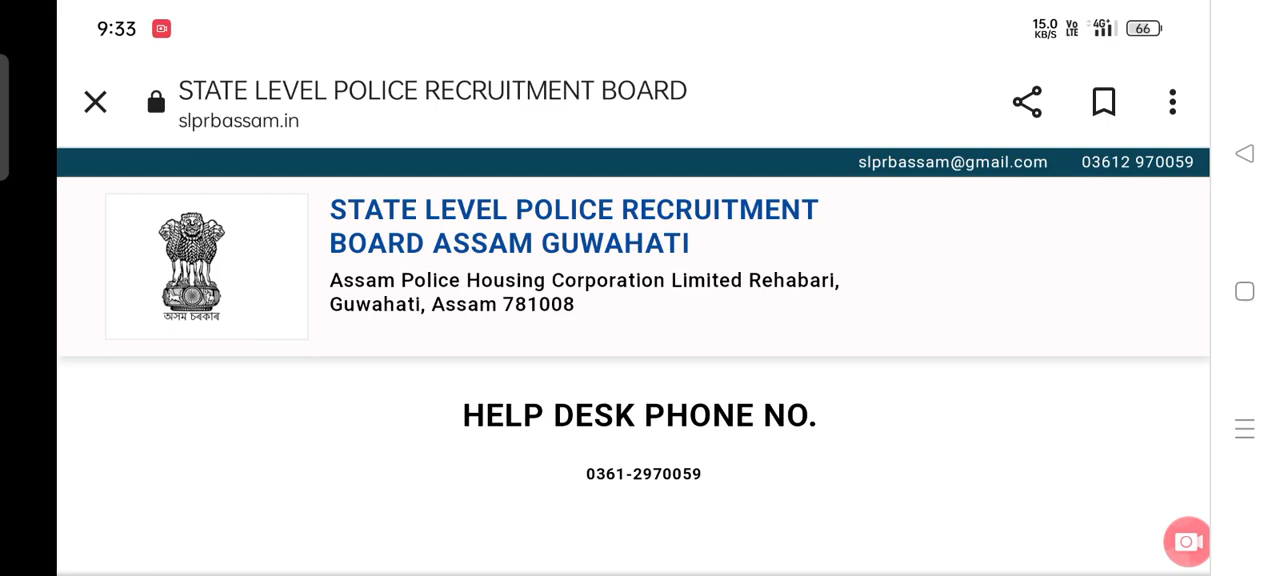 9:33
15.0
KB/S
Vo
LTE
4G+
66
STATE LEVEL POLICE RECRUITMENT BOARD
slprbassam.in
slprbassam@gmail.com 03612 970059
STATE LEVEL POLICE RECRUITMENT
BOARD ASSAM GUWAHATI
Assam Police Housing Corporation Limited Rehabari,
Guwahati, Assam 781008
অসম চৰকাৰ
HELP DESK PHONE NO.
0361-2970059